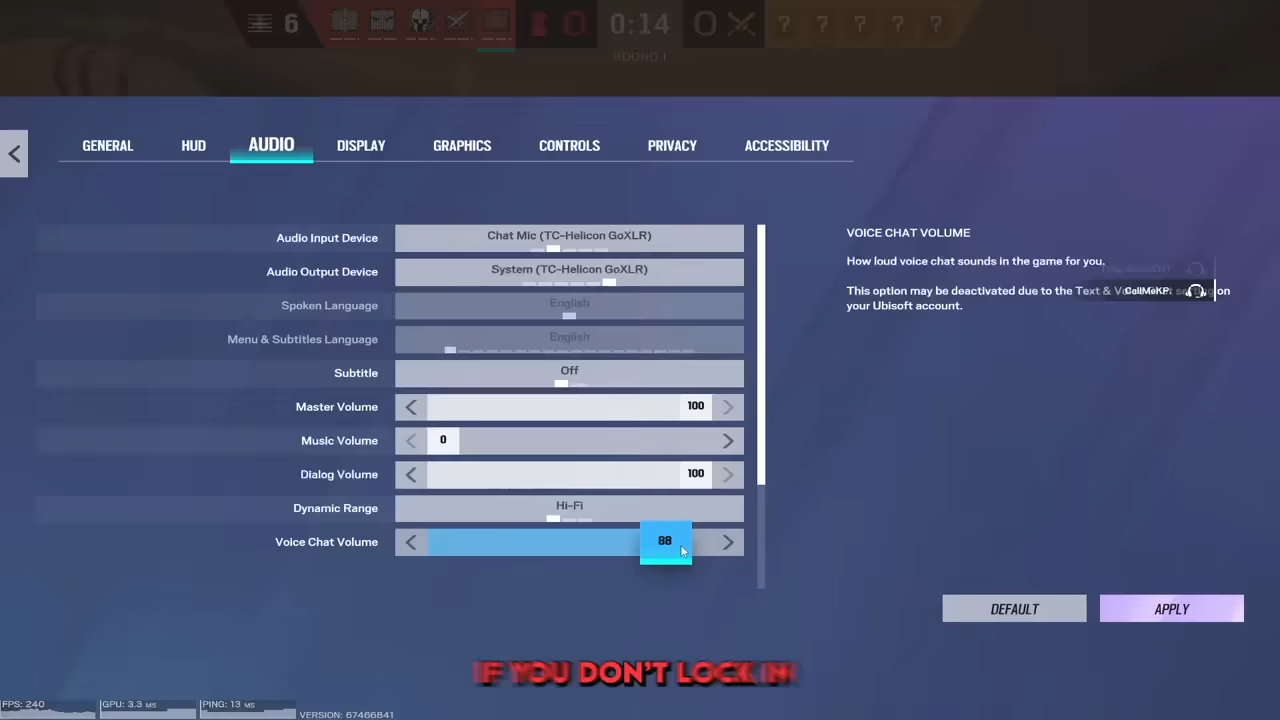 6 0 0:14 0 ? ? ? ? ?
ROUND 1
GENERAL HUD AUDIO DISPLAY GRAPHICS CONTROLS PRIVACY ACCESSIBILITY
Audio Input Device Chat Mic (TC-Helicon GoXLR)
Audio Output Device System (TC-Helicon GoXLR)
Spoken Language English
Menu & Subtitles Language English
Subtitle Off
Master Volume 100
Music Volume 0
Dialog Volume 100
Dynamic Range Hi-Fi
Voice Chat Volume 88
VOICE CHAT VOLUME
How loud voice chat sounds in the game for you.
This option may be deactivated due to the Text & on
CallMeKP.
your Ubisoft account.
DEFAULT APPLY
IF YOU DON'T LOCK IN
FPS: 240 GPU: 3.3 MS PING: 13 MS VERSION: 67466841